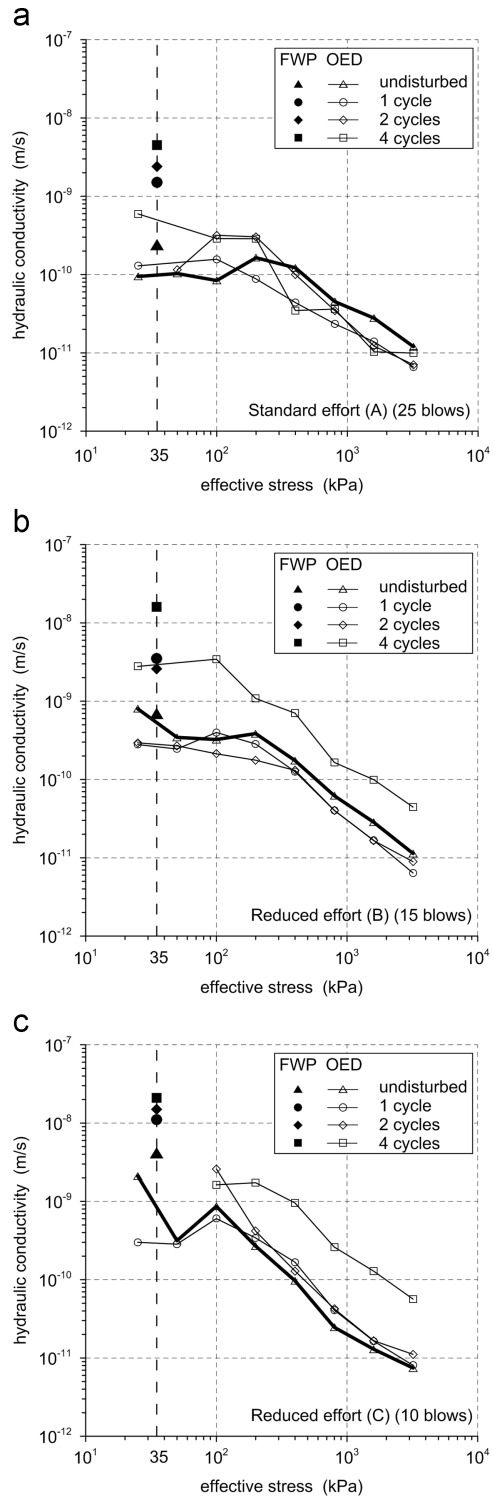 a
10⁻⁷
10⁻⁸
10⁻⁹
10⁻¹⁰
10⁻¹¹
10⁻¹²
hydraulic conductivity (m/s)
FWP OED
undisturbed
1 cycle
2 cycles
4 cycles
Standard effort (A) (25 blows)
10¹ 35 10² 10³ 10⁴
effective stress (kPa)
b
10⁻⁷
10⁻⁸
10⁻⁹
10⁻¹⁰
10⁻¹¹
10⁻¹²
hydraulic conductivity (m/s)
FWP OED
undisturbed
1 cycle
2 cycles
4 cycles
Reduced effort (B) (15 blows)
10¹ 35 10² 10³ 10⁴
effective stress (kPa)
c
10⁻⁷
10⁻⁸
10⁻⁹
10⁻¹⁰
10⁻¹¹
10⁻¹²
hydraulic conductivity (m/s)
FWP OED
undisturbed
1 cycle
2 cycles
4 cycles
Reduced effort (C) (10 blows)
10¹ 35 10² 10³ 10⁴
effective stress (kPa)